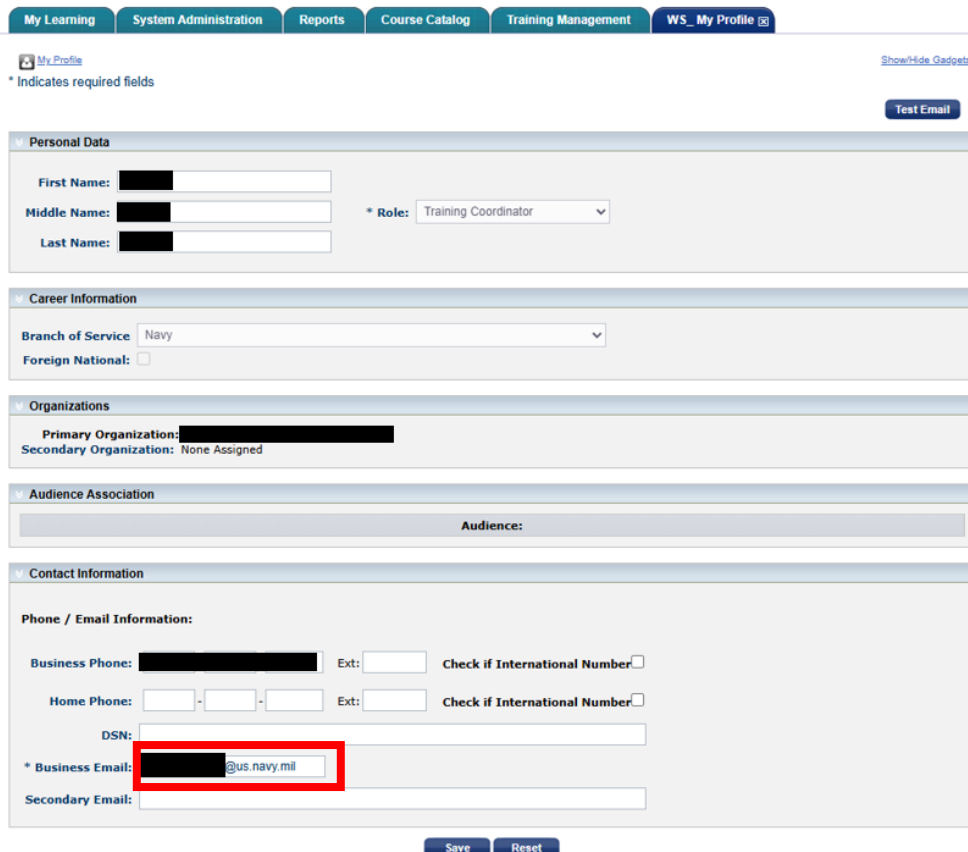 My Learning System Administration Reports Course Catalog Training Management WS_ My Profile
My Profile Show/Hide Gadgets
* Indicates required fields
Test Email
Personal Data
First Name:
Middle Name: * Role: Training Coordinator
Last Name:
Career Information
Branch of Service Navy
Foreign National:
Organizations
Primary Organization:
Secondary Organization: None Assigned
Audience Association
Audience:
Contact Information
Phone / Email Information:
Business Phone: Ext: Check if International Number
Home Phone: - - Ext: Check if International Number
DSN:
* Business Email: @us.navy.mil
Secondary Email:
Save Reset